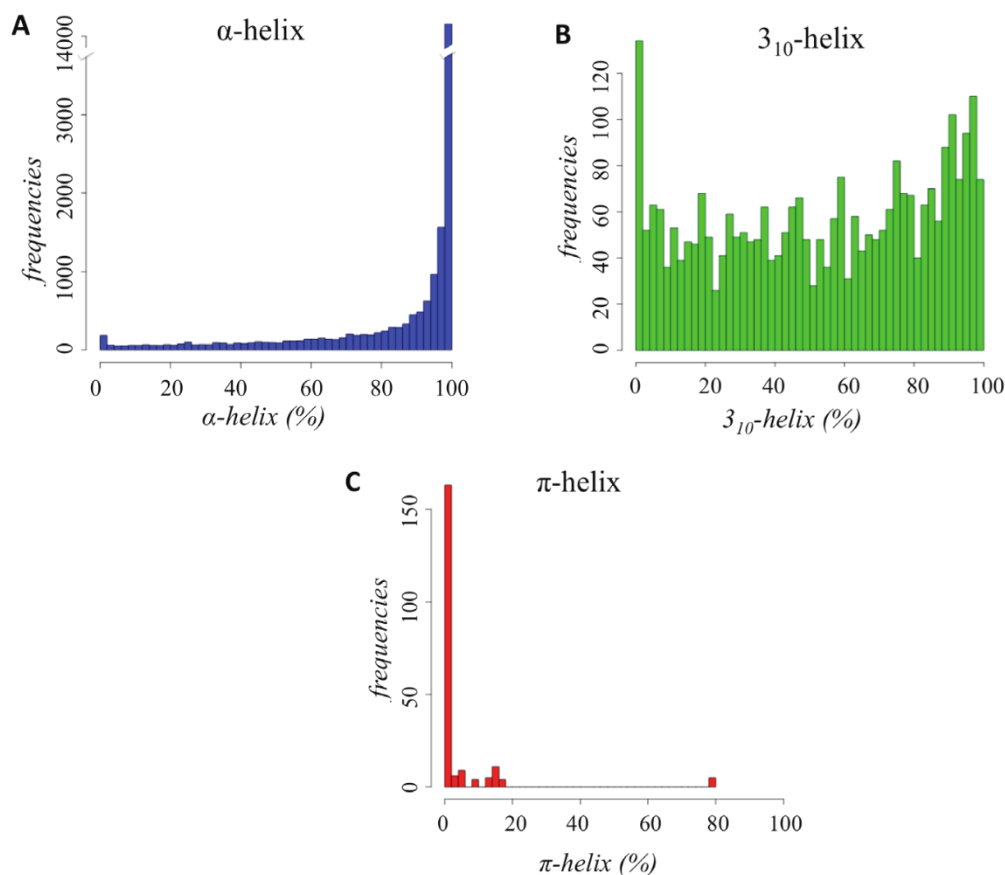 A
α-helix
14000
3000
2000
1000
0
frequencies
0 20 40 60 80 100
α-helix (%)
B
3₁₀-helix
120
100
80
60
40
20
0
frequencies
0 20 40 60 80 100
3₁₀-helix (%)
C
π-helix
150
100
50
0
frequencies
0 20 40 60 80 100
π-helix (%)